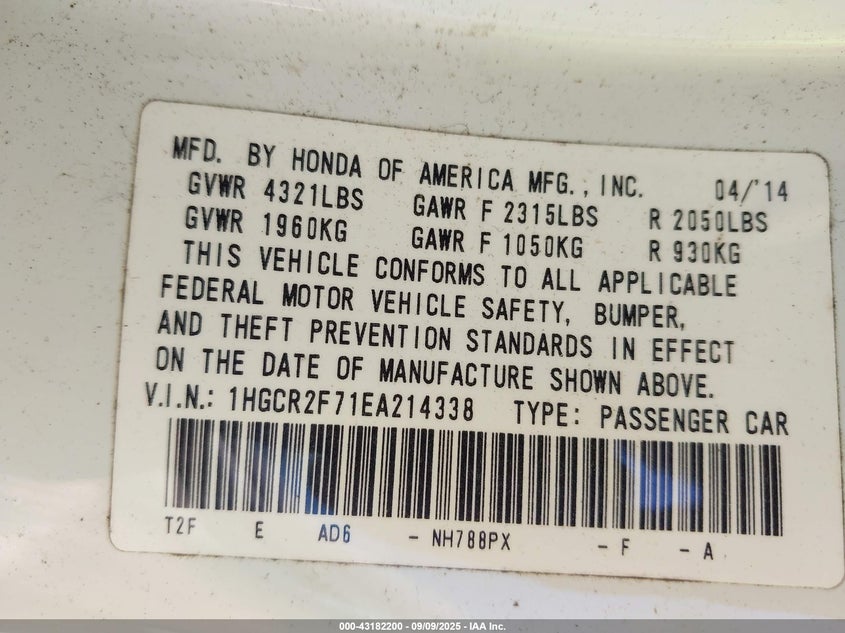 MFD. BY HONDA OF AMERICA MFG., INC. 04/'14
GVWR 4321LBS GAWR F 2315LBS R 2050LBS
GVWR 1960KG GAWR F 1050KG R 930KG
THIS VEHICLE CONFORMS TO ALL APPLICABLE
FEDERAL MOTOR VEHICLE SAFETY, BUMPER,
AND THEFT PREVENTION STANDARDS IN EFFECT
ON THE DATE OF MANUFACTURE SHOWN ABOVE.
V.I.N.: 1HGCR2F71EA214338 TYPE: PASSENGER CAR
T2F E AD6 - NH788PX - F - A
000-43182200 - 09/09/2025 - IAA Inc.